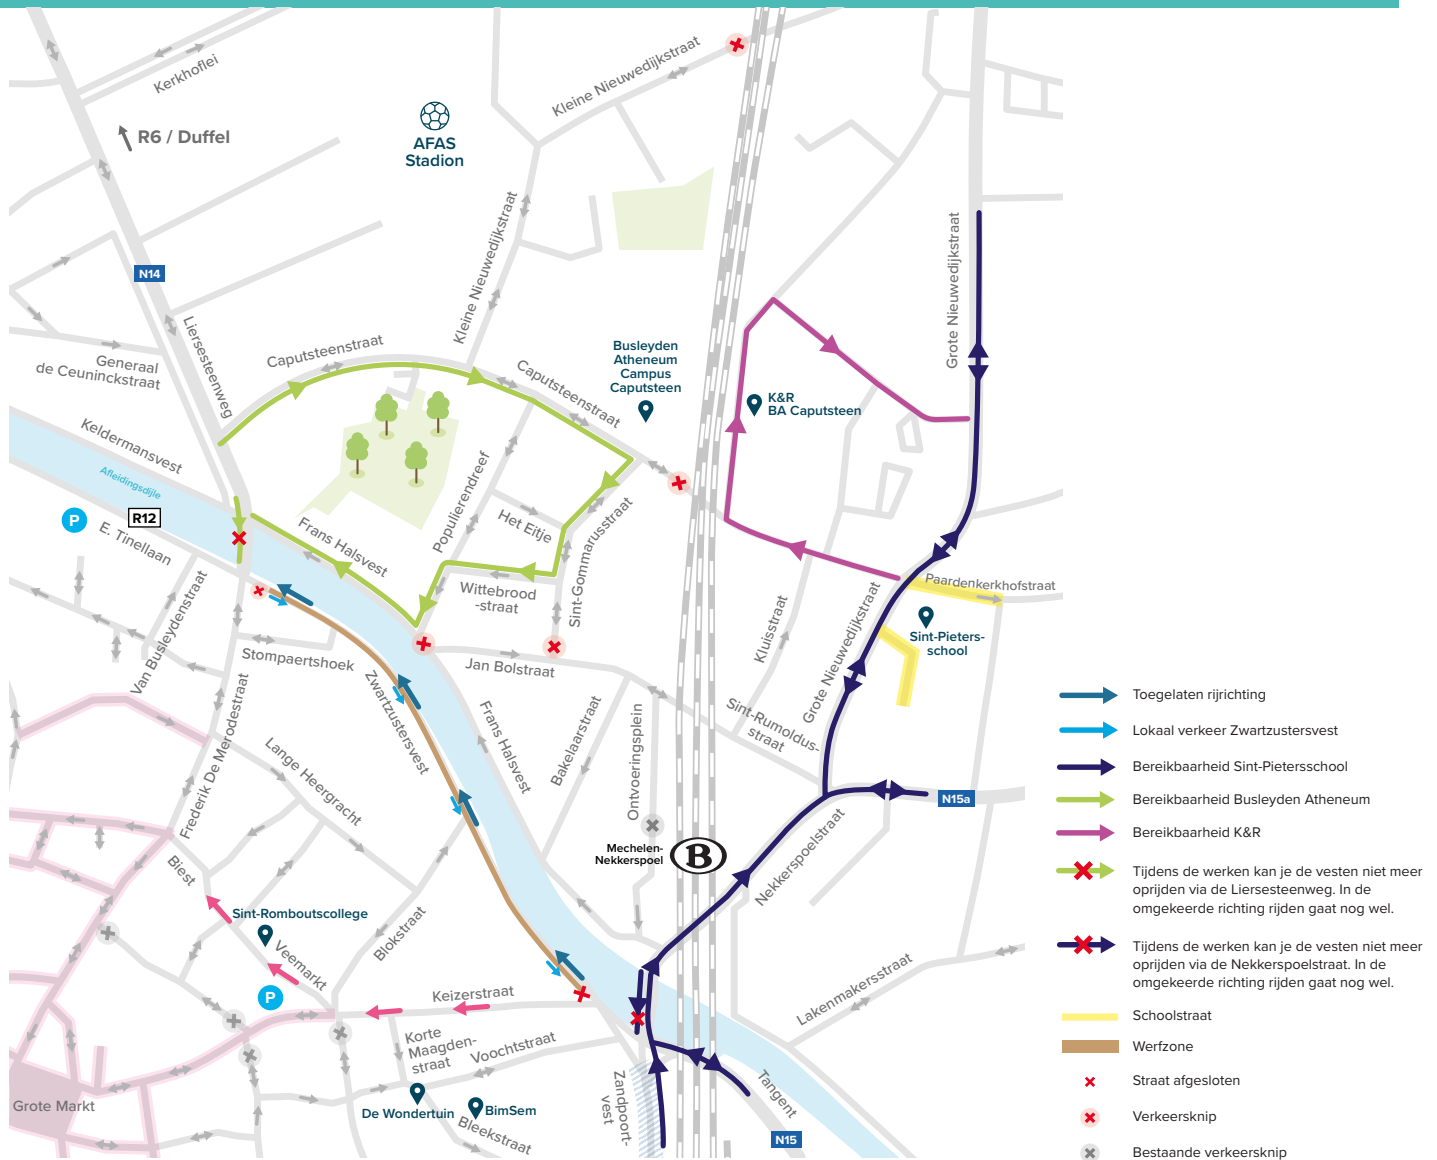 Kerkhoflei
R6 / Duffel
AFAS
Stadion
Kleine Nieuwedijkstraat
N14
Kleine Nieuwedijkstraat
Grote Nieuwedijkstraat
Liersesteenweg
Generaal
de Ceuninckstraat
Caputsteenstraat
Caputsteenstraat
Busleyden
Atheneum
Campus
Caputsteen
K&R
BA Caputsteen
Keldermansvest
Afleidingsdijle
P
R12
E. Tinellaan
Frans Halsvest
Populierendreef
Het Eitje
Sint-Gommarusstraat
Wittebrood
-straat
Van Busleydenstraat
Stompaertshoek
Jan Bolstraat
Kluisstraat
Grote Nieuwedijkstraat
Paardenkerkhofstraat
Sint-Pieters-
school
Frederik De Merodestraat
Zwartzustersvest
Frans Halsvest
Bakelaarstraat
Ontvoeringsplein
Sint-Rumoldus-
straat
Lange Heergracht
N15a
Mechelen-
Nekkerspoel
B
Nekkerspoelstraat
Biest
Sint-Romboutscollege
Veemarkt
P
Blokstraat
Keizerstraat
Korte
Maagden-
straat
Voochtstraat
Lakenmakersstraat
Zandpoort-
vest
Tangent
Grote Markt
De Wondertuin
BimSem
Bleekstraat
N15
Toegelaten rijrichting
Lokaal verkeer Zwartzustersvest
Bereikbaarheid Sint-Pietersschool
Bereikbaarheid Busleyden Atheneum
Bereikbaarheid K&R
Tijdens de werken kan je de vesten niet meer
oprijden via de Liersesteenweg. In de
omgekeerde richting rijden gaat nog wel.
Tijdens de werken kan je de vesten niet meer
oprijden via de Nekkerspoelstraat. In de
omgekeerde richting rijden gaat nog wel.
Schoolstraat
Werfzone
Straat afgesloten
Verkeersknip
Bestaande verkeersknip